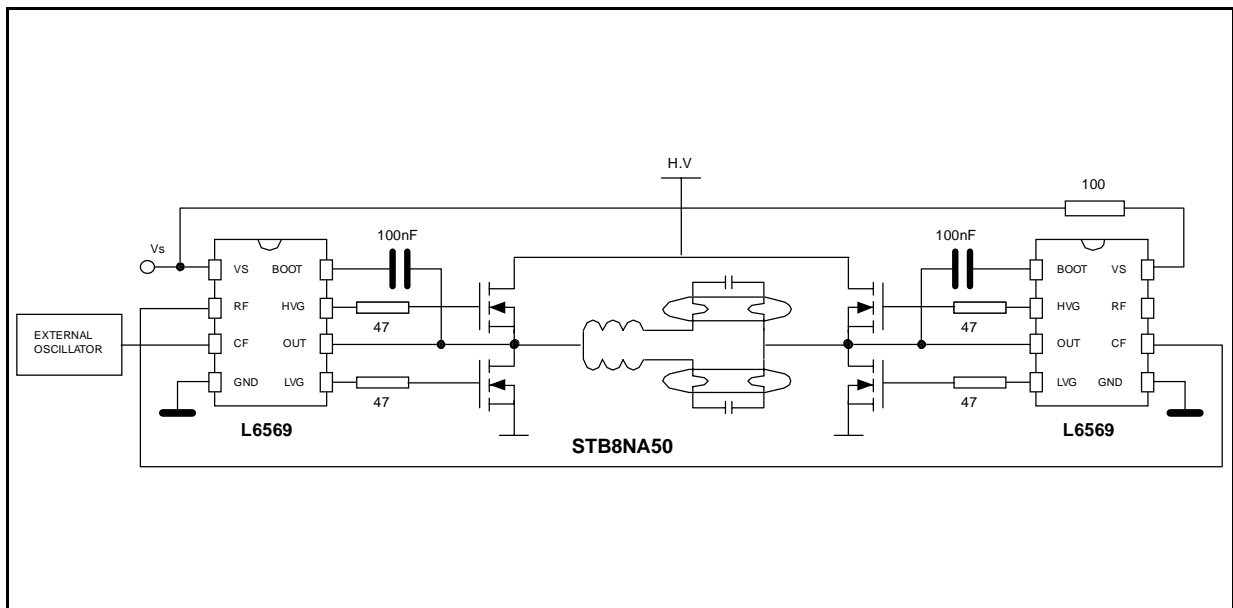 H.V
100
100nF
100nF
Vs
VS
BOOT
BOOT
VS
RF
HVG
47
47
HVG
RF
EXTERNAL
OSCILLATOR
CF
OUT
OUT
CF
GND
LVG
47
47
LVG
GND
L6569
STB8NA50
L6569